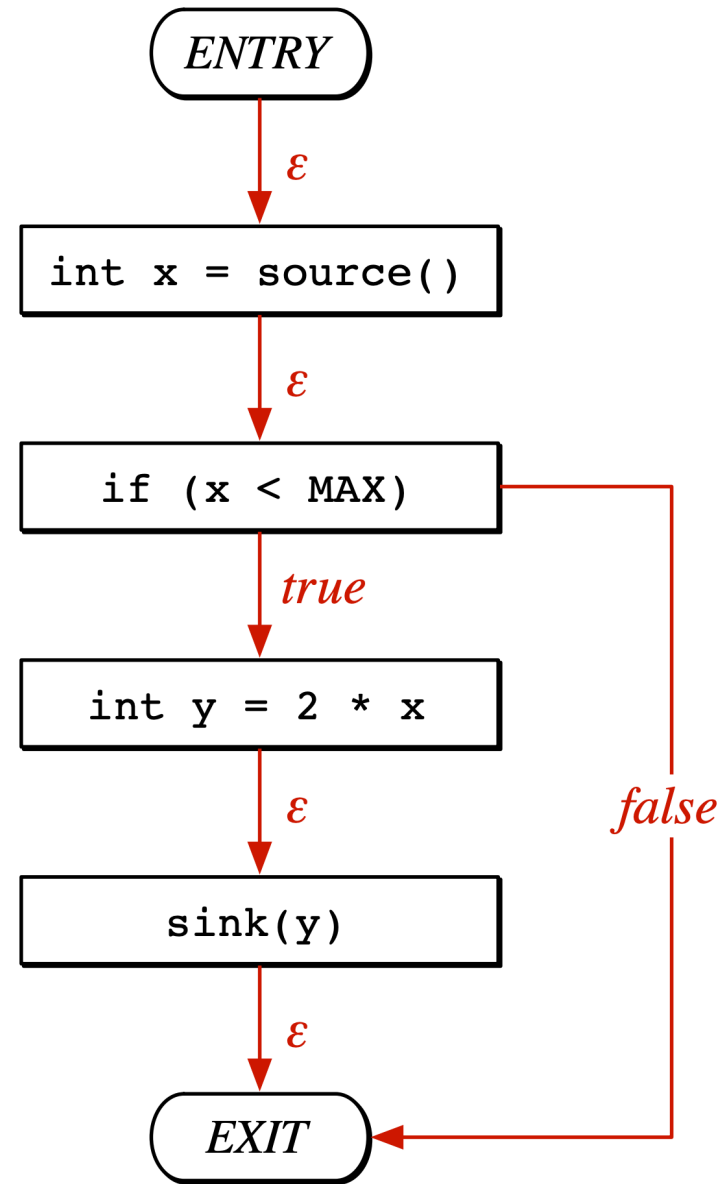 ENTRY
ε
int x = source()
ε
if (x < MAX)
true
int y = 2 * x
ε
false
sink(y)
ε
EXIT